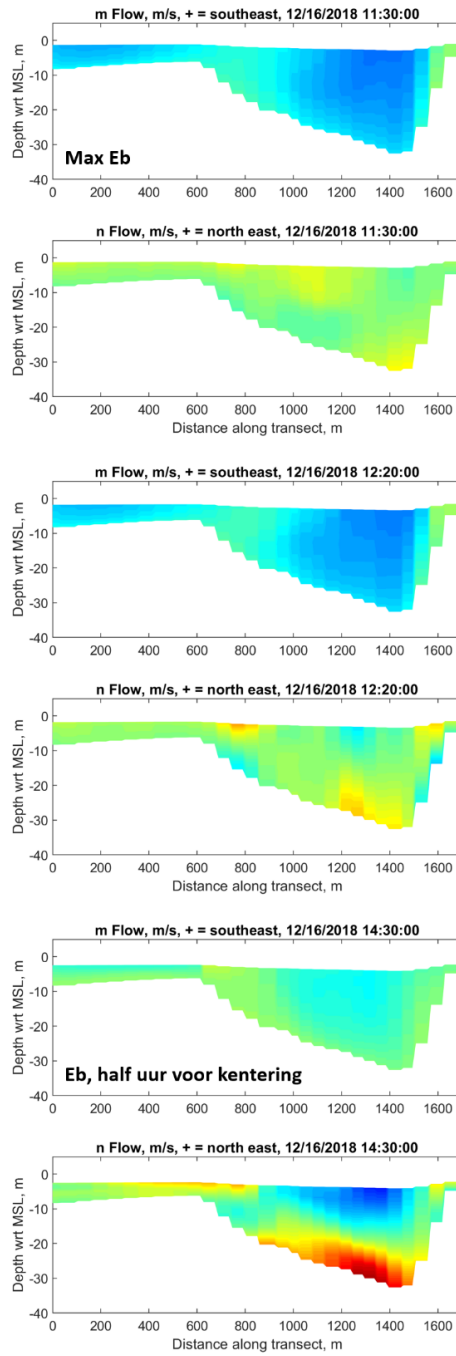 m Flow, m/s, + = southeast, 12/16/2018 11:30:00
Depth wrt MSL, m
0
-10
-20
-30
-40
Max Eb
0 200 400 600 800 1000 1200 1400 1600
n Flow, m/s, + = north east, 12/16/2018 11:30:00
Depth wrt MSL, m
0
-10
-20
-30
-40
0 200 400 600 800 1000 1200 1400 1600
Distance along transect, m
m Flow, m/s, + = southeast, 12/16/2018 12:20:00
Depth wrt MSL, m
0
-10
-20
-30
-40
0 200 400 600 800 1000 1200 1400 1600
n Flow, m/s, + = north east, 12/16/2018 12:20:00
Depth wrt MSL, m
0
-10
-20
-30
-40
0 200 400 600 800 1000 1200 1400 1600
Distance along transect, m
m Flow, m/s, + = southeast, 12/16/2018 14:30:00
Depth wrt MSL, m
0
-10
-20
-30
-40
Eb, half uur voor kentering
0 200 400 600 800 1000 1200 1400 1600
n Flow, m/s, + = north east, 12/16/2018 14:30:00
Depth wrt MSL, m
0
-10
-20
-30
-40
0 200 400 600 800 1000 1200 1400 1600
Distance along transect, m